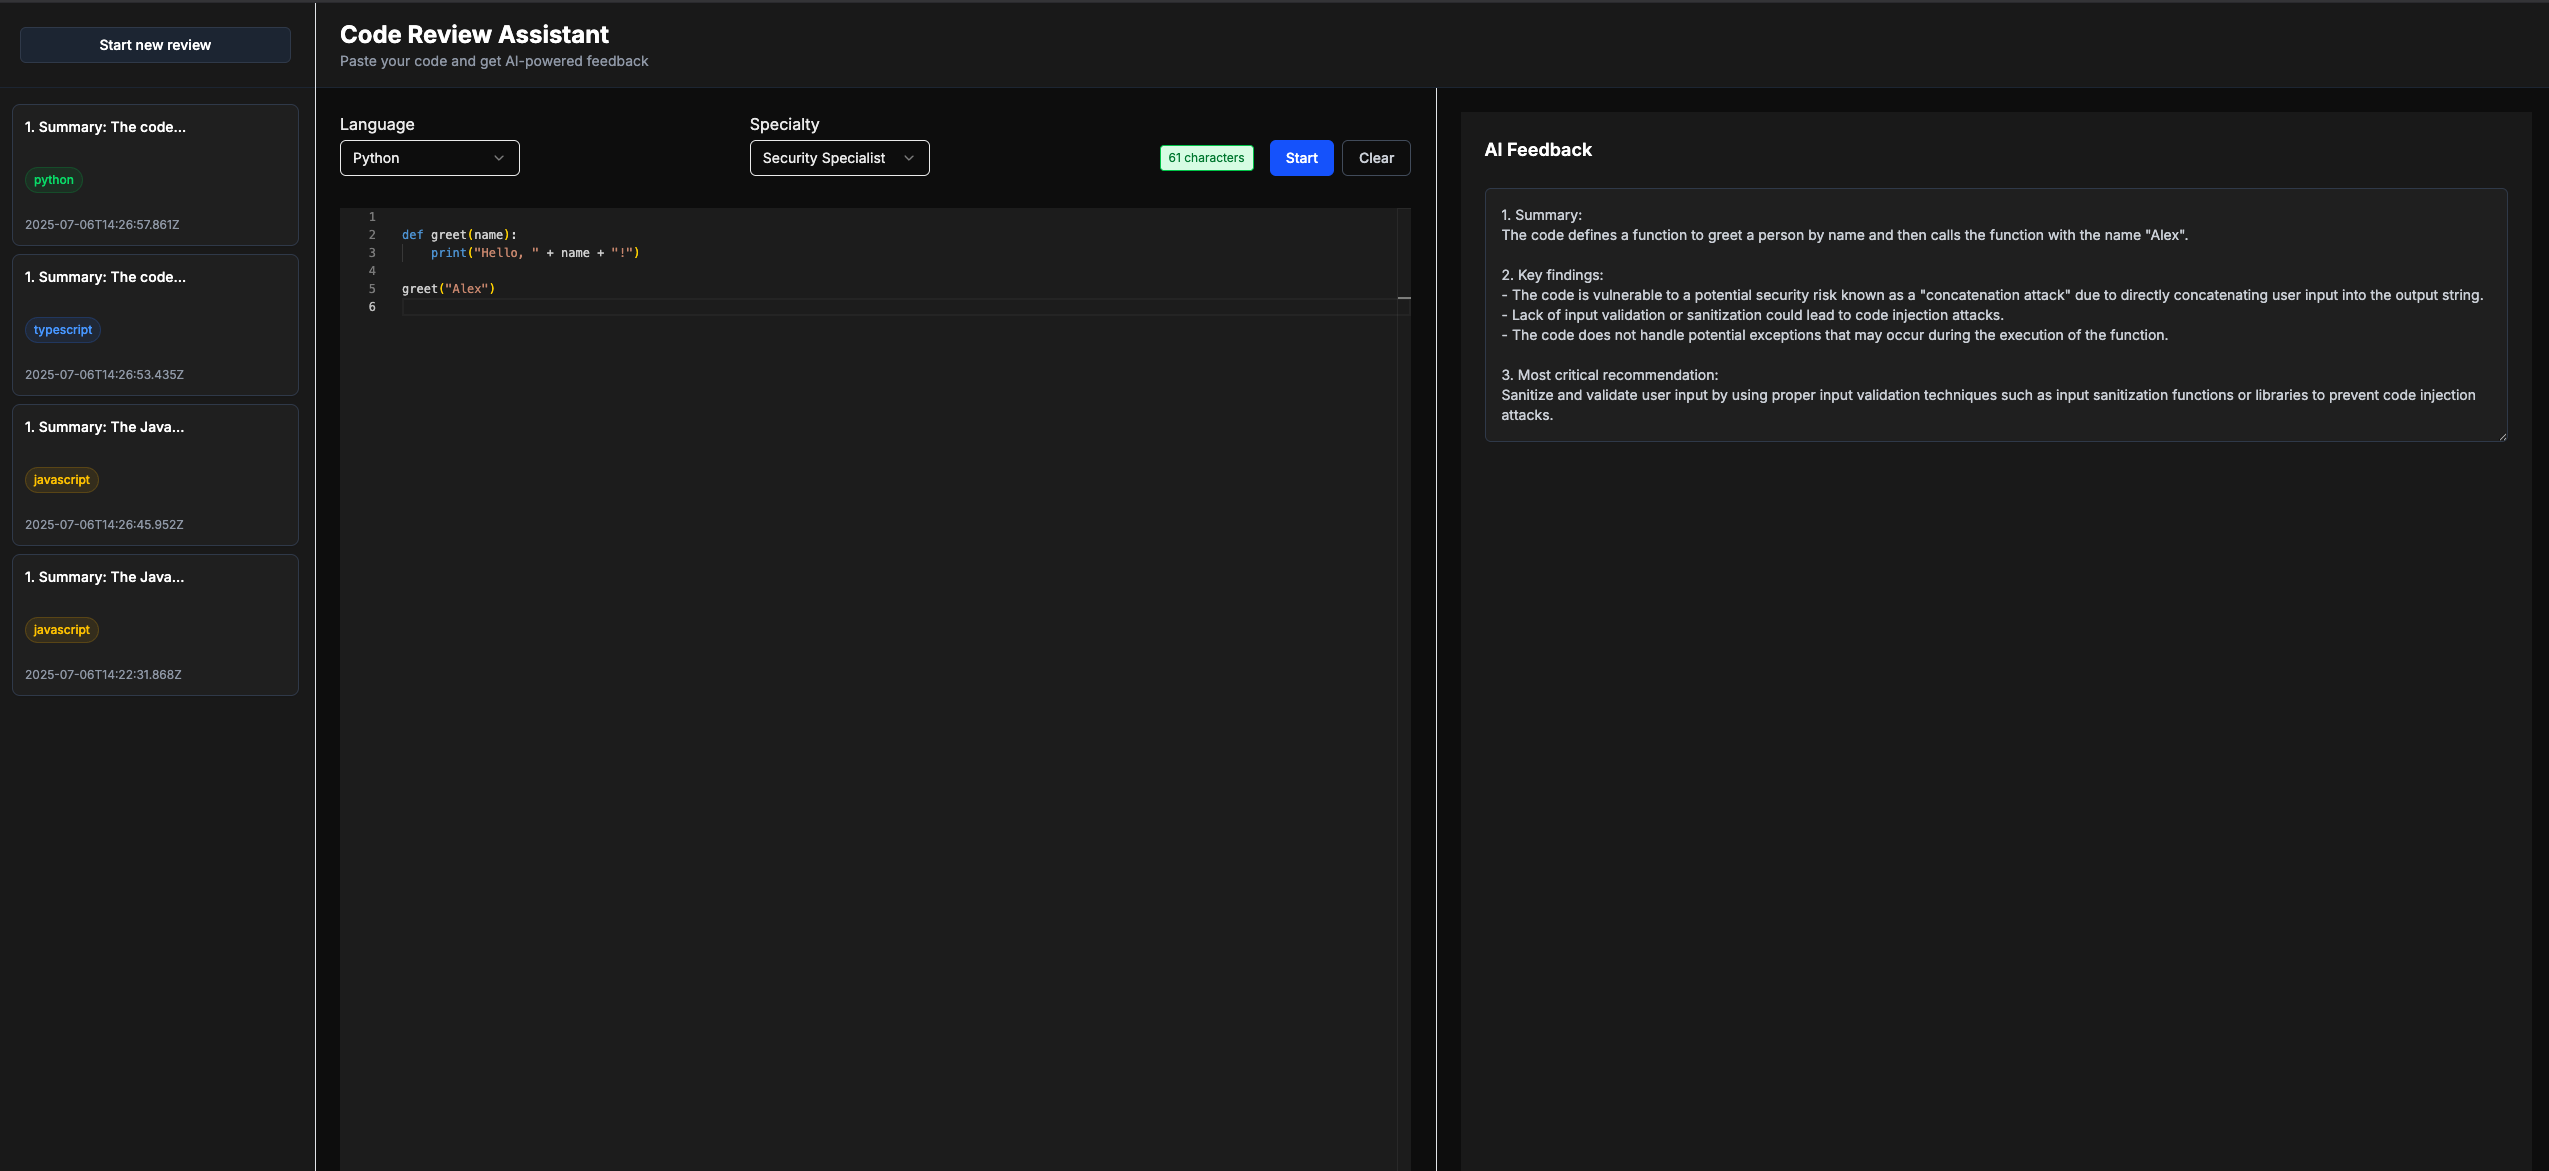 Start new review
1. Summary: The code...
python
2025-07-06T14:26:57.861Z
1. Summary: The code...
typescript
2025-07-06T14:26:53.435Z
1. Summary: The Java...
javascript
2025-07-06T14:26:45.952Z
1. Summary: The Java...
javascript
2025-07-06T14:22:31.868Z
Code Review Assistant
Paste your code and get AI-powered feedback
Language
Python
Specialty
Security Specialist
61 characters
Start
Clear
1
2 def greet(name):
3     print("Hello, " + name + "!")
4
5 greet("Alex")
6
AI Feedback
1. Summary:
The code defines a function to greet a person by name and then calls the function with the name "Alex".
2. Key findings:
- The code is vulnerable to a potential security risk known as a "concatenation attack" due to directly concatenating user input into the output string.
- Lack of input validation or sanitization could lead to code injection attacks.
- The code does not handle potential exceptions that may occur during the execution of the function.
3. Most critical recommendation:
Sanitize and validate user input by using proper input validation techniques such as input sanitization functions or libraries to prevent code injection
attacks.